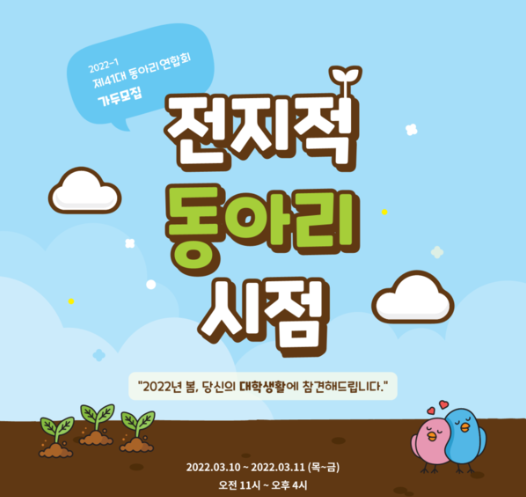 2022-1
제41대 동아리연합회
가두모집
전지적
동아리
시점
"2022년 봄, 당신의 대학생활에 참견해드립니다."
2022.03.10 ~ 2022.03.11 (목~금)
오전 11시 ~ 오후 4시